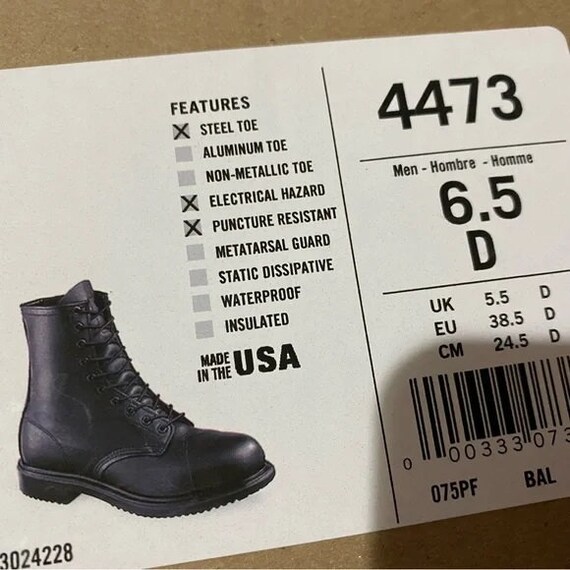 FEATURES
STEEL TOE
ALUMINUM TOE
NON-METALLIC TOE
ELECTRICAL HAZARD
PUNCTURE RESISTANT
METATARSAL GUARD
STATIC DISSIPATIVE
WATERPROOF
INSULATED
MADE IN THE USA
4473
Men - Hombre - Homme
6.5
D
UK 5.5 D
EU 38.5 D
CM 24.5 D
0 00333 073
075PF BAL
3024228